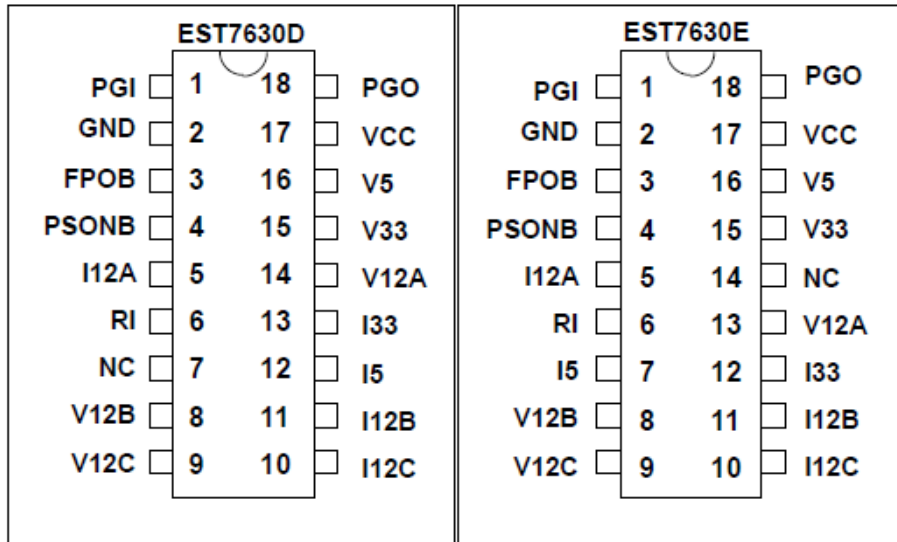 EST7630D
PGI 1 18 PGO
GND 2 17 VCC
FPOB 3 16 V5
PSONB 4 15 V33
I12A 5 14 V12A
RI 6 13 I33
NC 7 12 I5
V12B 8 11 I12B
V12C 9 10 I12C
EST7630E
PGI 1 18 PGO
GND 2 17 VCC
FPOB 3 16 V5
PSONB 4 15 V33
I12A 5 14 NC
RI 6 13 V12A
I5 7 12 I33
V12B 8 11 I12B
V12C 9 10 I12C